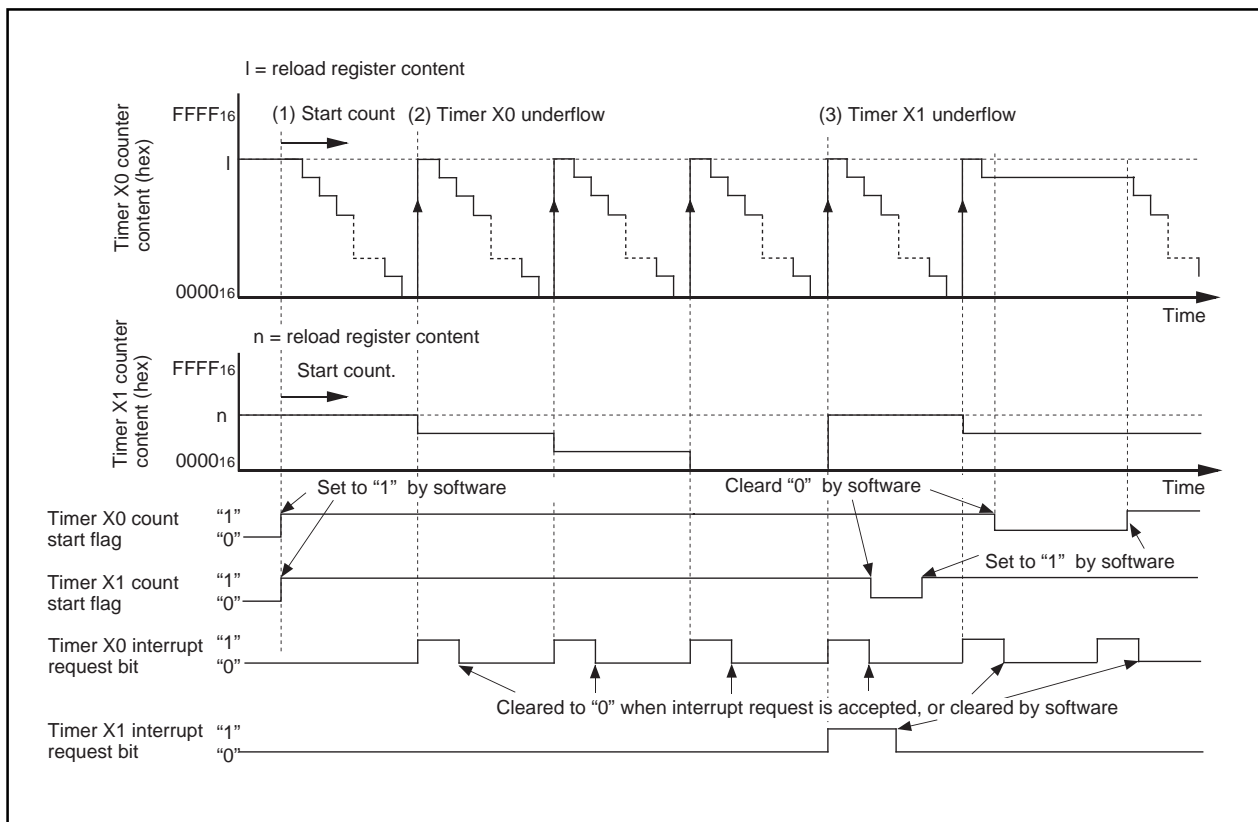 l = reload register content
Timer X0 counter
content (hex)
FFFF16
(1) Start count
(2) Timer X0 underflow
(3) Timer X1 underflow
l
000016
Time
n = reload register content
Timer X1 counter
content (hex)
FFFF16
Start count.
n
000016
Time
Set to “1” by software
Cleard “0” by software
Timer X0 count
start flag
“1”
“0”
Set to “1” by software
Timer X1 count
start flag
“1”
“0”
Timer X0 interrupt
request bit
“1”
“0”
Cleared to “0” when interrupt request is accepted, or cleared by software
Timer X1 interrupt
request bit
“1”
“0”